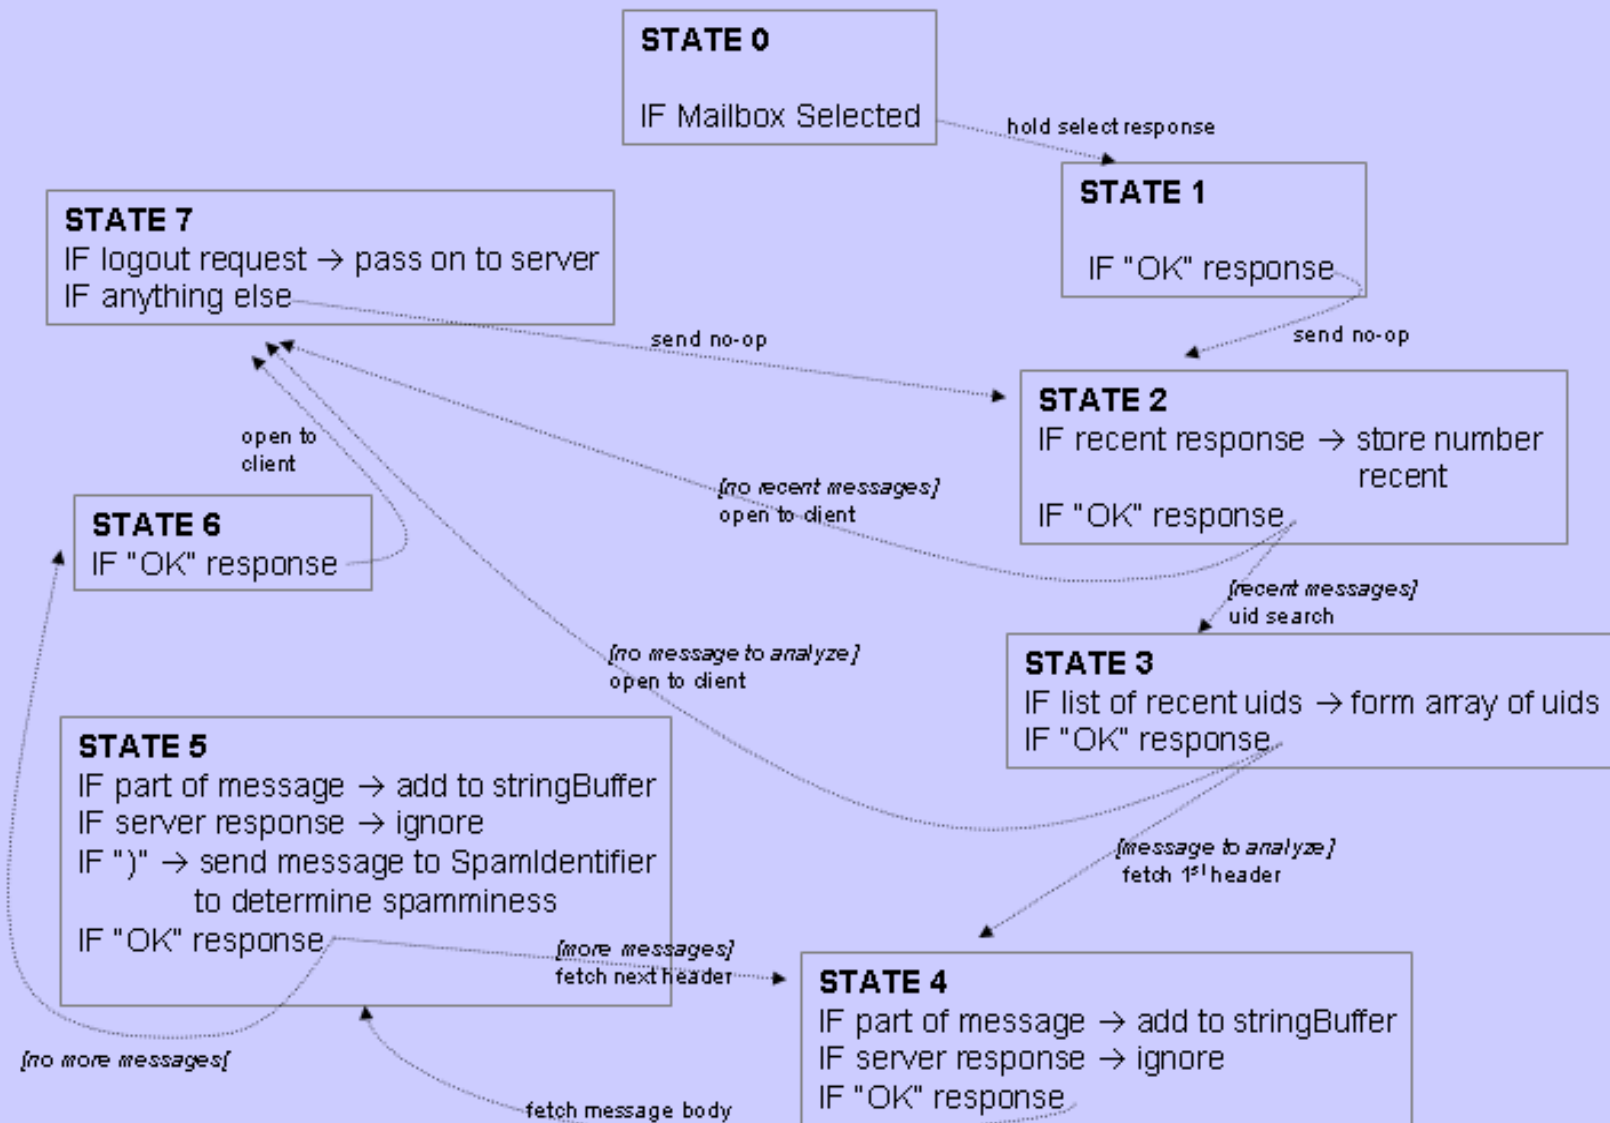 STATE 0
IF Mailbox Selected
hold select response
STATE 1
IF "OK" response
send no-op
STATE 7
IF logout request → pass on to server
IF anything else
send no-op
STATE 2
IF recent response → store number
recent
IF "OK" response
open to
client
[no recent messages]
open to client
[recent messages]
uid search
STATE 6
IF "OK" response
STATE 3
IF list of recent uids → form array of uids
IF "OK" response
[no message to analyze]
open to client
STATE 5
IF part of message → add to stringBuffer
IF server response → ignore
IF ")" → send message to SpamIdentifier
to determine spamminess
IF "OK" response
[message to analyze]
fetch 1st header
[more messages]
fetch next header
STATE 4
IF part of message → add to stringBuffer
IF server response → ignore
IF "OK" response
[no more messages[
fetch message body